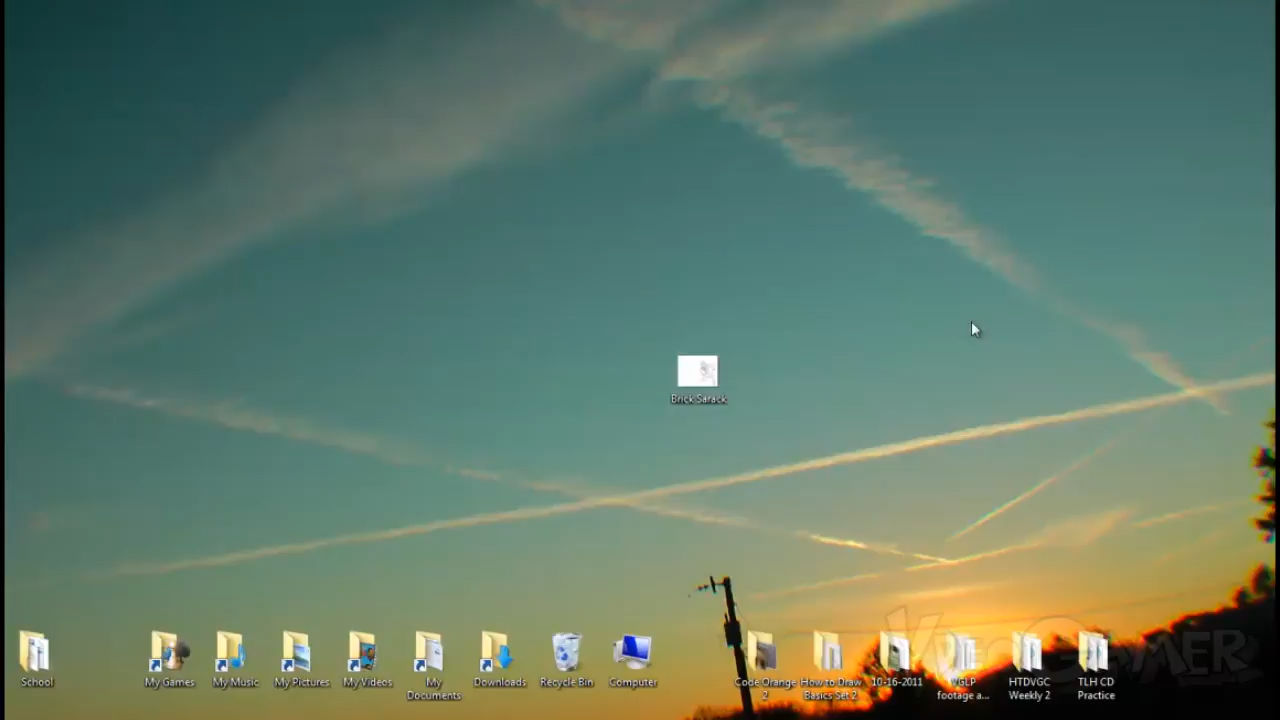 Brick Sarack
School
My Games
My Music
My Pictures
My Videos
My
Documents
Downloads
Recycle Bin
Computer
Code Orange
2
How to Draw
Basics Set 2
10-16-2011
VGLP
footage a...
HTDVGC
Weekly 2
TLH CD
Practice